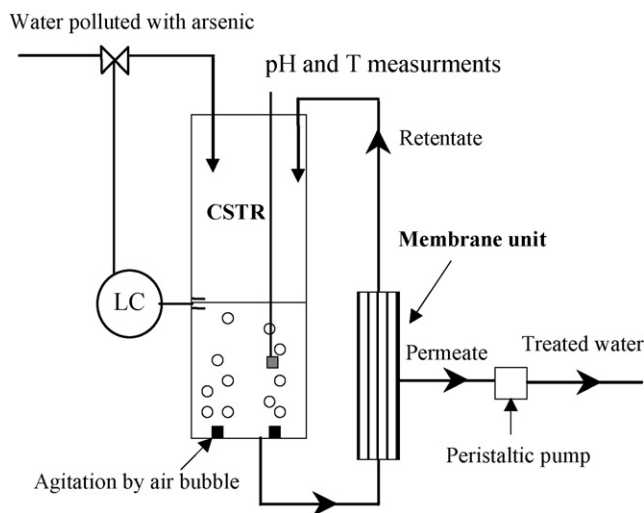 Water polluted with arsenic
pH and T measurments
Retentate
CSTR
Membrane unit
LC
Permeate
Treated water
Agitation by air bubble
Peristaltic pump